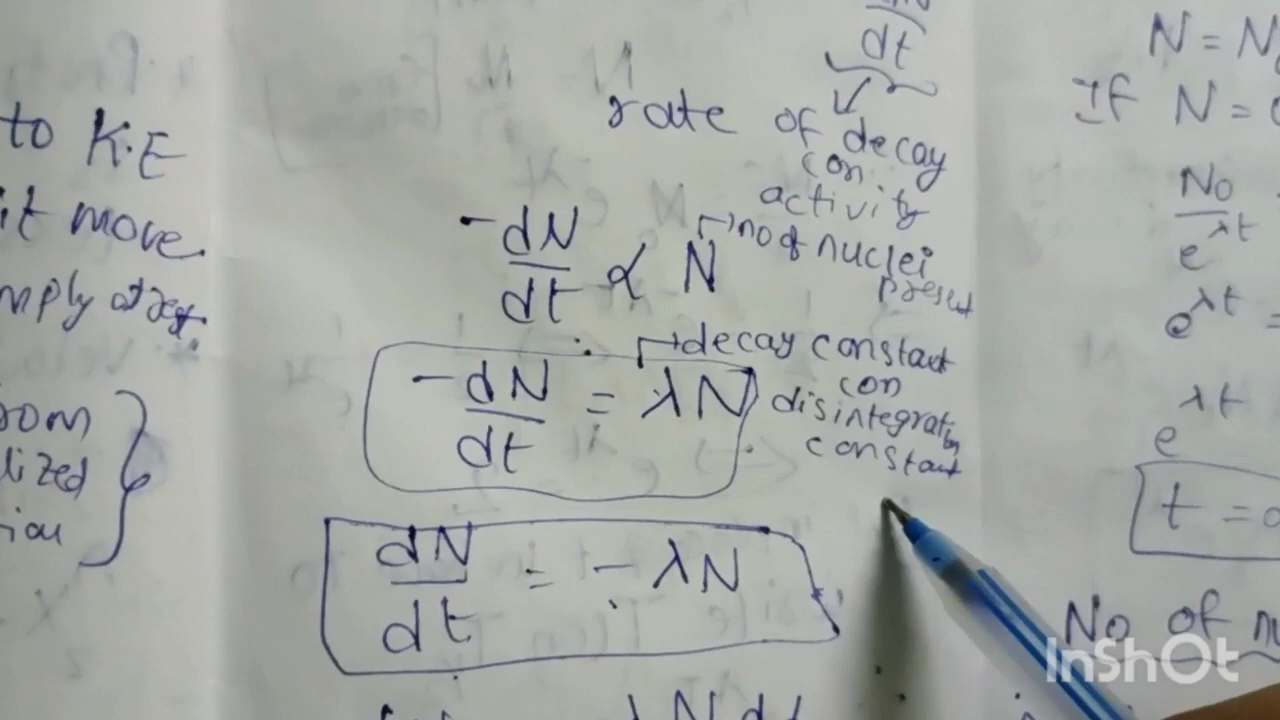 to K.E
it move
dt
rate of decay
(or)
activity
-dN/dt ∝ N
no of nuclei
present
decay constant
(or)
disintegration
constant
-dN/dt = λN
dN/dt = - λN
N = N
If N =
No
e^λt
e^λt =
e^λt
t =
No of
InShOt